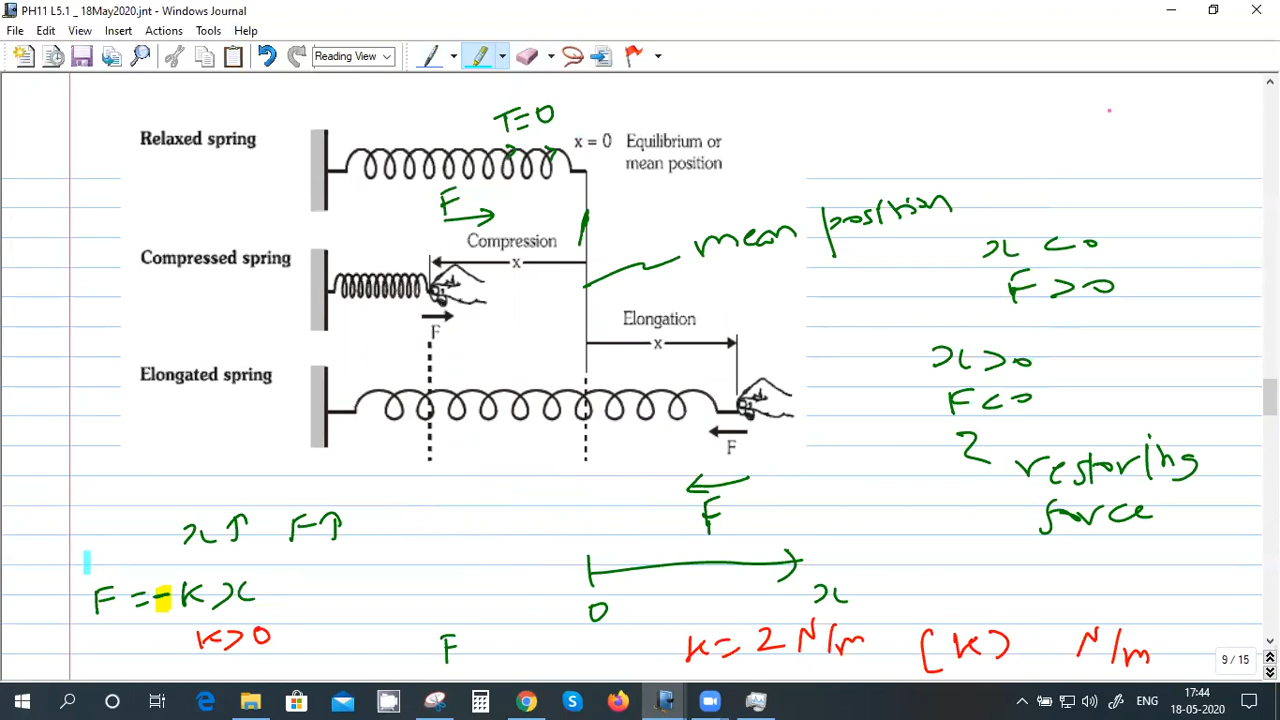 PH11 L5.1 _ 18May2020.jnt - Windows Journal
File Edit View Insert Actions Tools Help
Reading View
T=0
Relaxed spring
x = 0 Equilibrium or
mean position
F
mean position
Compression
x
x <0
F >0
Compressed spring
F
Elongation
x
x>0
F<0
Elongated spring
F
restoring
force
F
x↑ F↑
F = -Kx
0
x
K>0
F
K= 2 N/m [K] N/m
9 / 15
ENG
17:44
18-05-2020